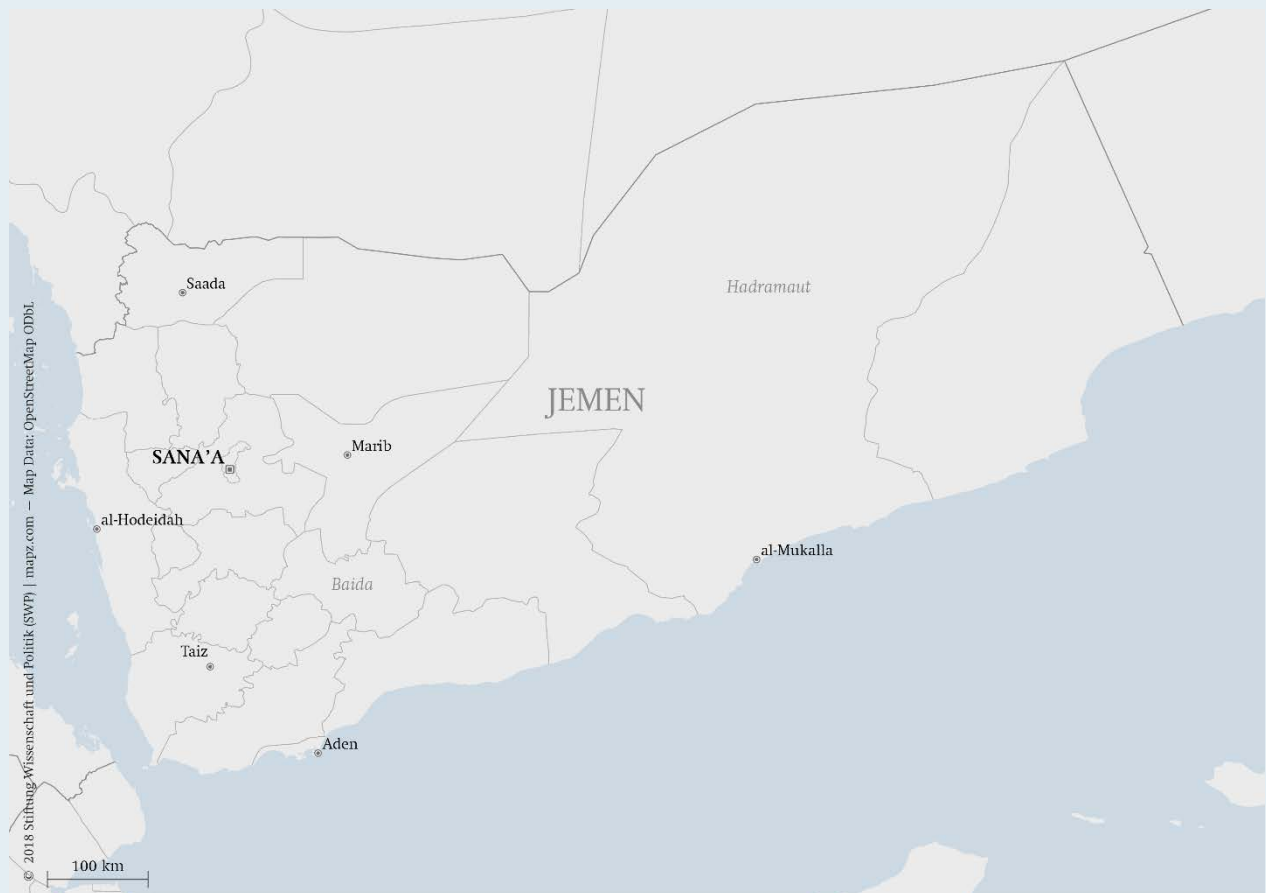 Saada
Hadramaut
JEMEN
Marib
SANA’A
al-Hodeidah
al-Mukalla
Baida
Taiz
Aden
100 km
© 2018 Stiftung Wissenschaft und Politik (SWP) | mapz.com — Map Data: OpenStreetMap ODbL